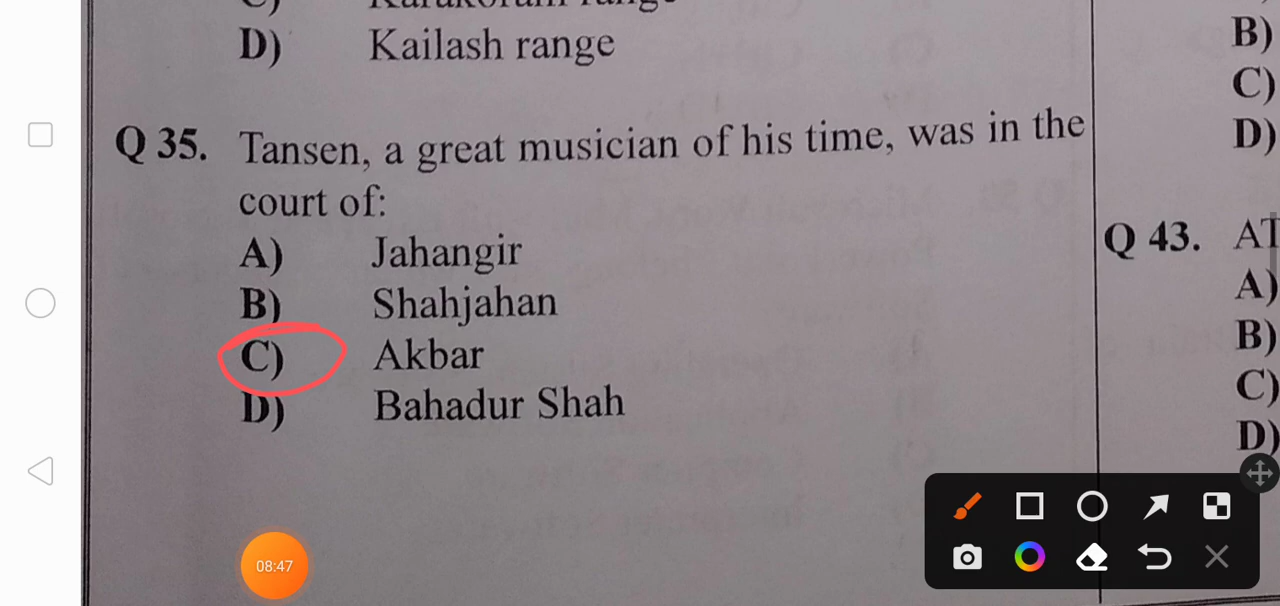 D) Kailash range
Q 35. Tansen, a great musician of his time, was in the
court of:
A) Jahangir
B) Shahjahan
C) Akbar
D) Bahadur Shah
B)
C)
D)
Q 43. AT
A)
B)
C)
D)
08:47